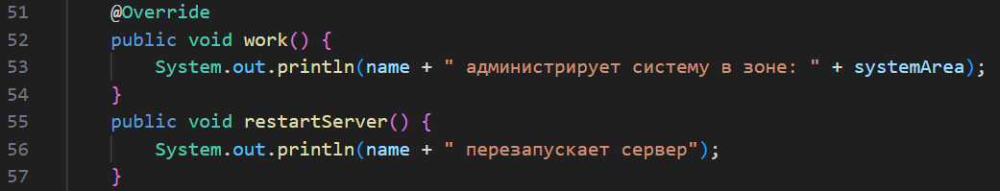 51 @Override
52 public void work() {
53 System.out.println(name + " администрирует систему в зоне: " + systemArea);
54 }
55 public void restartServer() {
56 System.out.println(name + " перезапускает сервер");
57 }